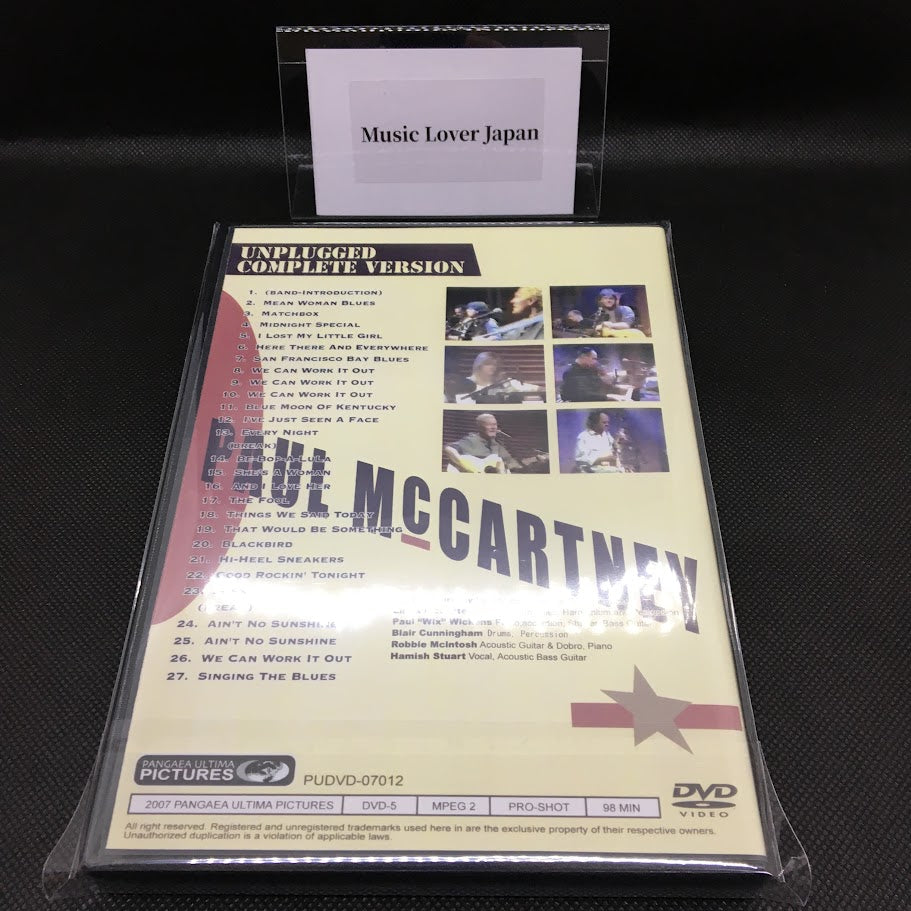 Music Lover Japan
UNPLUGGED
COMPLETE VERSION
1. (BAND-INTRODUCTION)
2. MEAN WOMAN BLUES
3. MATCHBOX
4. MIDNIGHT SPECIAL
5. I LOST MY LITTLE GIRL
6. HERE THERE AND EVERYWHERE
7. SAN FRANCISCO BAY BLUES
8. WE CAN WORK IT OUT
9. WE CAN WORK IT OUT
10. WE CAN WORK IT OUT
11. BLUE MOON OF KENTUCKY
12. I'VE JUST SEEN A FACE
13. EVERY NIGHT
(BREAK)
14. BE-BOP-A-LULA
15. SHE'S A WOMAN
16. AND I LOVE HER
17. THE FOOL
18. THINGS WE SAID TODAY
19. THAT WOULD BE SOMETHING
20. BLACKBIRD
21. HI-HEEL SNEAKERS
22. GOOD ROCKIN' TONIGHT
23.
(BREAK)
24. AIN'T NO SUNSHINE
25. AIN'T NO SUNSHINE
26. WE CAN WORK IT OUT
27. SINGING THE BLUES
PAUL McCARTNEY
Paul "Wix" Wickens Bass Guitar
Blair Cunningham Drums, Percussion
Robbie Mcintosh Acoustic Guitar & Dobro, Piano
Hamish Stuart Vocal, Acoustic Bass Guitar
PANGAEA ULTIMA
PICTURES
PUDVD-07012
2007 PANGAEA ULTIMA PICTURES DVD-5 MPEG 2 PRO-SHOT 98 MIN
DVD
VIDEO
All right reserved. Registered and unregistered trademarks used here in are the exclusive property of their respective owners.
Unauthorized duplication is a violation of applicable laws.